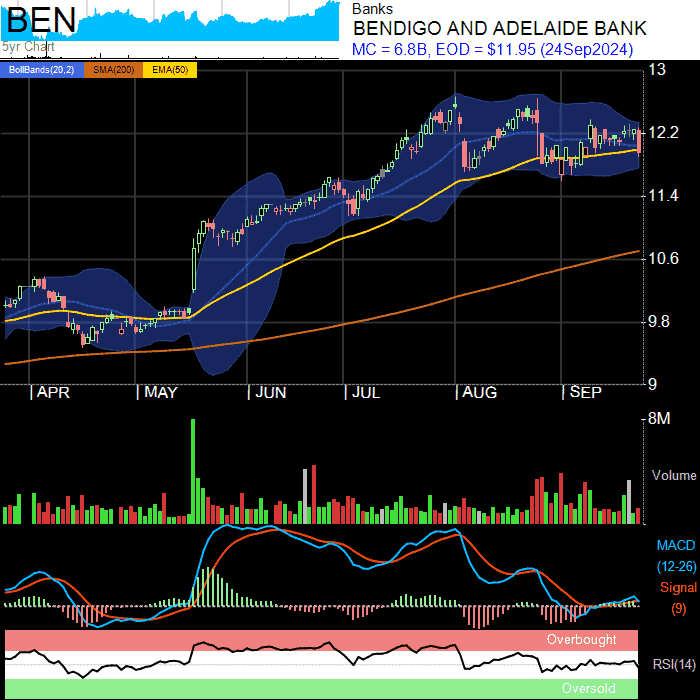 BEN
5yr Chart
Banks
BENDIGO AND ADELAIDE BANK
MC = 6.8B, EOD = $11.95 (24Sep2024)
BollBands(20,2) SMA(200) EMA(50)
13
12.2
11.4
10.6
9.8
9
APR MAY JUN JUL AUG SEP
8M
Volume
MACD
(12-26)
Signal
(9)
Overbought
RSI(14)
Oversold